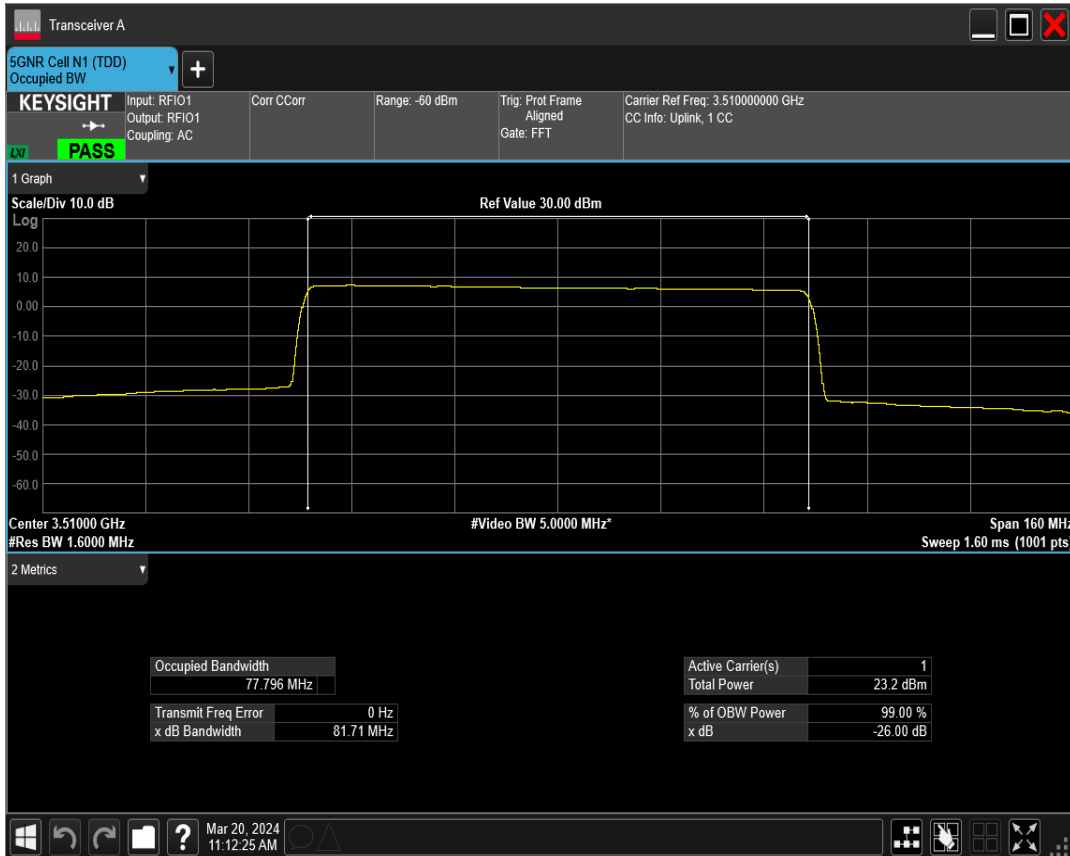 Transceiver A
5GNR Cell N1 (TDD)
Occupied BW
+
KEYSIGHT
LXI
PASS
Input: RFIO1
Output: RFIO1
Coupling: AC
Corr CCorr
Range: -60 dBm
Trig: Prot Frame
Aligned
Gate: FFT
Carrier Ref Freq: 3.510000000 GHz
CC Info: Uplink, 1 CC
1 Graph
Scale/Div 10.0 dB
Ref Value 30.00 dBm
Log
20.0
10.0
0.00
-10.0
-20.0
-30.0
-40.0
-50.0
-60.0
Center 3.51000 GHz
#Video BW 5.0000 MHz*
Span 160 MHz
#Res BW 1.6000 MHz
Sweep 1.60 ms (1001 pts)
2 Metrics
Occupied Bandwidth
77.796 MHz
Transmit Freq Error 0 Hz
x dB Bandwidth 81.71 MHz
Active Carrier(s) 1
Total Power 23.2 dBm
% of OBW Power 99.00 %
x dB -26.00 dB
?
Mar 20, 2024
11:12:25 AM